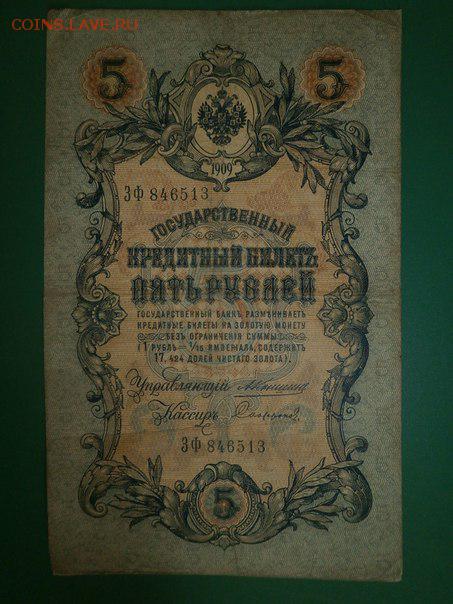 COINS.LAVE.RU
5 5
1909
ЗФ 846513
ГОСУДАРСТВЕННЫЙ
КРЕДИТНЫЙ БИЛЕТЪ
ПЯТЬ РУБЛЕЙ
ГОСУДАРСТВЕННЫЙ БАНКЪ РАЗМѢНИВАЕТЪ
КРЕДИТНЫЕ БИЛЕТЫ НА ЗОЛОТУЮ МОНЕТУ
БЕЗЪ ОГРАНИЧЕНІЯ СУММЫ
(1 РУБЛЬ = 1/15 ИМПЕРІАЛА, СОДЕРЖИТЪ
17,424 ДОЛЕЙ ЧИСТАГО ЗОЛОТА).
Управляющій
Кассиръ
ЗФ 846513
5